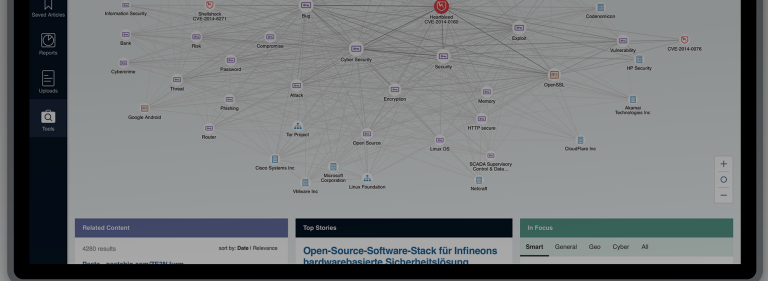 Saved Articles
Reports
Uploads
Tools
Information Security
Shellshock
CVE-2014-6271
Bug
Heartbleed
CVE-2014-0160
Codenomicon
Bank
Risk
Compromise
Exploit
Vulnerability
CVE-2014-0076
Cyber Security
Security
HP Security
Cybercrime
Password
OpenSSL
Threat
Attack
Encryption
Memory
Phishing
Akamai
Technologies Inc
Google Android
HTTP secure
Router
Tor Project
Open Source
Linux OS
CloudFlare Inc
Cisco Systems Inc
SCADA Supervisory
Control & Data...
Microsoft
Corporation
VMware Inc
Linux Foundation
Netcraft
Related Content
4280 results
sort by: Date | Relevance
Top Stories
Open-Source-Software-Stack für Infineons
hardwarebasierte Sicherheitslösung
In Focus
Smart General Geo Cyber All